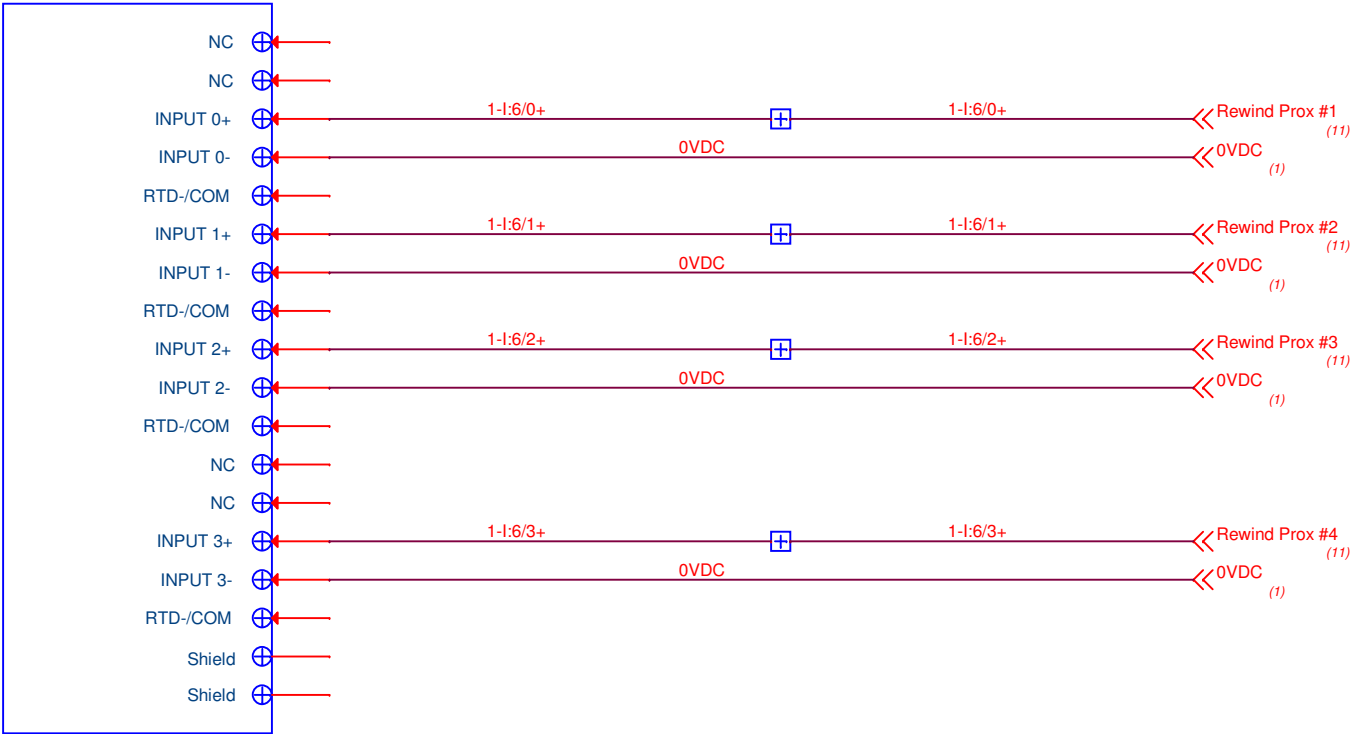 NC
NC
INPUT 0+ 1-I:6/0+ 1-I:6/0+ Rewind Prox #1
(11)
INPUT 0- 0VDC 0VDC
(1)
RTD-/COM
INPUT 1+ 1-I:6/1+ 1-I:6/1+ Rewind Prox #2
(11)
INPUT 1- 0VDC 0VDC
(1)
RTD-/COM
INPUT 2+ 1-I:6/2+ 1-I:6/2+ Rewind Prox #3
(11)
INPUT 2- 0VDC 0VDC
(1)
RTD-/COM
NC
NC
INPUT 3+ 1-I:6/3+ 1-I:6/3+ Rewind Prox #4
(11)
INPUT 3- 0VDC 0VDC
(1)
RTD-/COM
Shield
Shield